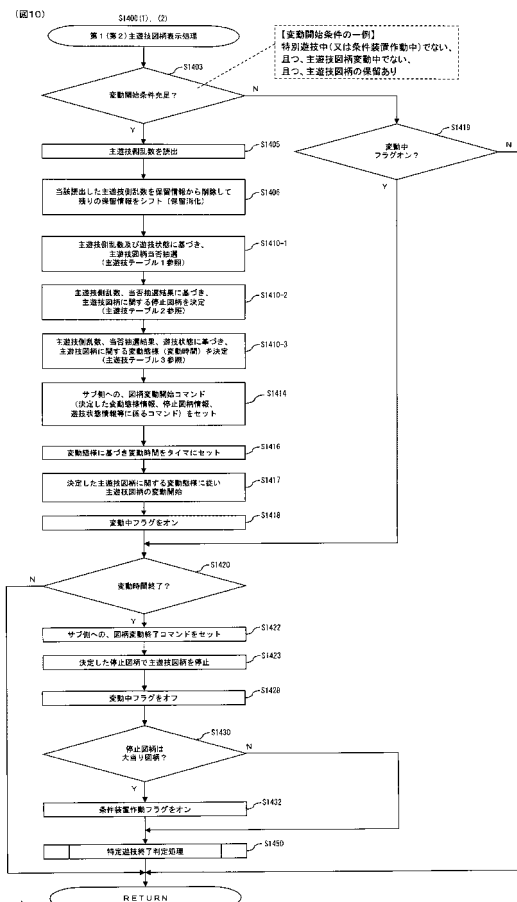 (図10)
S1400(1)、(2)
第1(第2)主遊技図柄表示処理
【変動開始条件の一例】
特別遊技中(又は条件装置作動中)でない、
且つ、主遊技図柄変動中でない、
且つ、主遊技図柄の保留あり
S1403
変動開始条件充足?
N
Y
S1419
変動中
フラグオン?
N
Y
主遊技側乱数を読出
S1405
当該読出した主遊技側乱数を保留情報から削除して
残りの保留情報をシフト(保留消化)
S1406
主遊技側乱数及び遊技状態に基づき、
主遊技図柄当否抽選
(主遊技テーブル1参照)
S1410-1
主遊技側乱数、当否抽選結果に基づき、
主遊技図柄に関する停止図柄を決定
(主遊技テーブル2参照)
S1410-2
主遊技側乱数、当否抽選結果、遊技状態に基づき、
主遊技図柄に関する変動態様(変動時間)を決定
(主遊技テーブル3参照)
S1410-3
サブ側への、図柄変動開始コマンド
(決定した変動態様情報、停止図柄情報、
遊技状態情報等に係るコマンド)をセット
S1414
変動態様に基づき変動時間をタイマにセット
S1416
決定した主遊技図柄に関する変動態様に従い
主遊技図柄の変動開始
S1417
変動中フラグをオン
S1418
S1420
変動時間終了?
N
Y
サブ側への、図柄変動終了コマンドをセット
S1422
決定した停止図柄で主遊技図柄を停止
S1423
変動中フラグをオフ
S1428
S1430
停止図柄は
大当り図柄?
N
Y
条件装置作動フラグをオン
S1432
特定遊技終了判定処理
S1450
RETURN